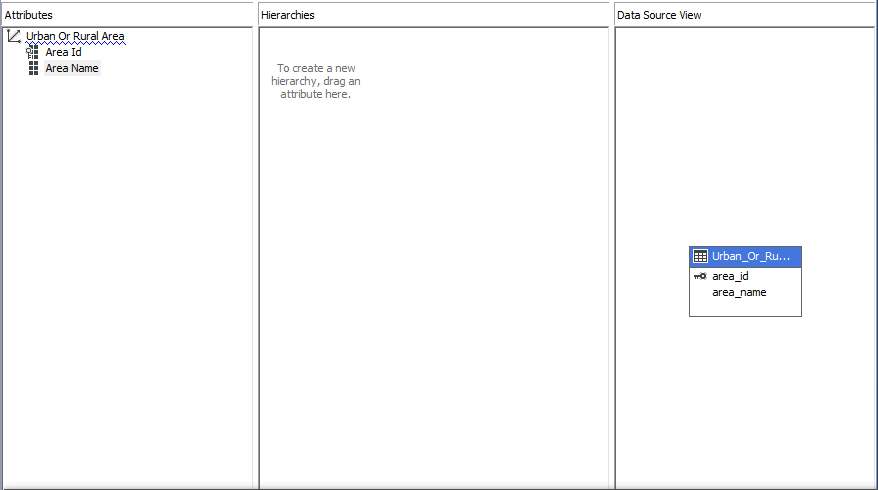 Attributes
Urban Or Rural Area
Area Id
Area Name
Hierarchies
To create a new
hierarchy, drag an
attribute here.
Data Source View
Urban_Or_Ru...
area_id
area_name